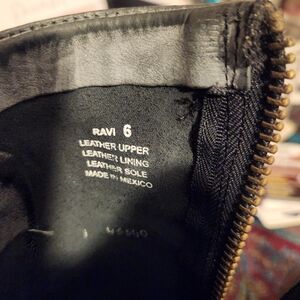 RAVI 6
LEATHER UPPER
LEATHER LINING
LEATHER SOLE
MADE IN MEXICO